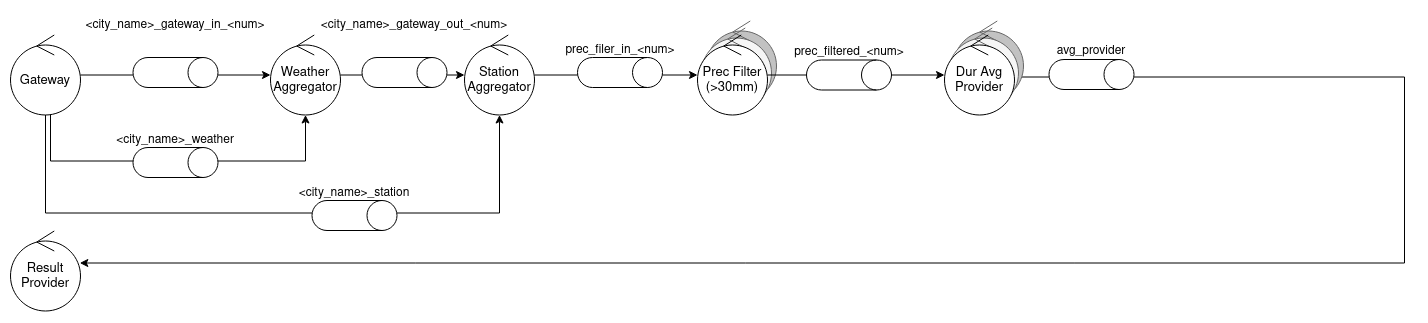 <city_name>_gateway_in_<num>
<city_name>_gateway_out_<num>
prec_filer_in_<num>
prec_filtered_<num>
avg_provider
Gateway
Weather
Aggregator
Station
Aggregator
Prec Filter
(>30mm)
Dur Avg
Provider
<city_name>_weather
<city_name>_station
Result
Provider